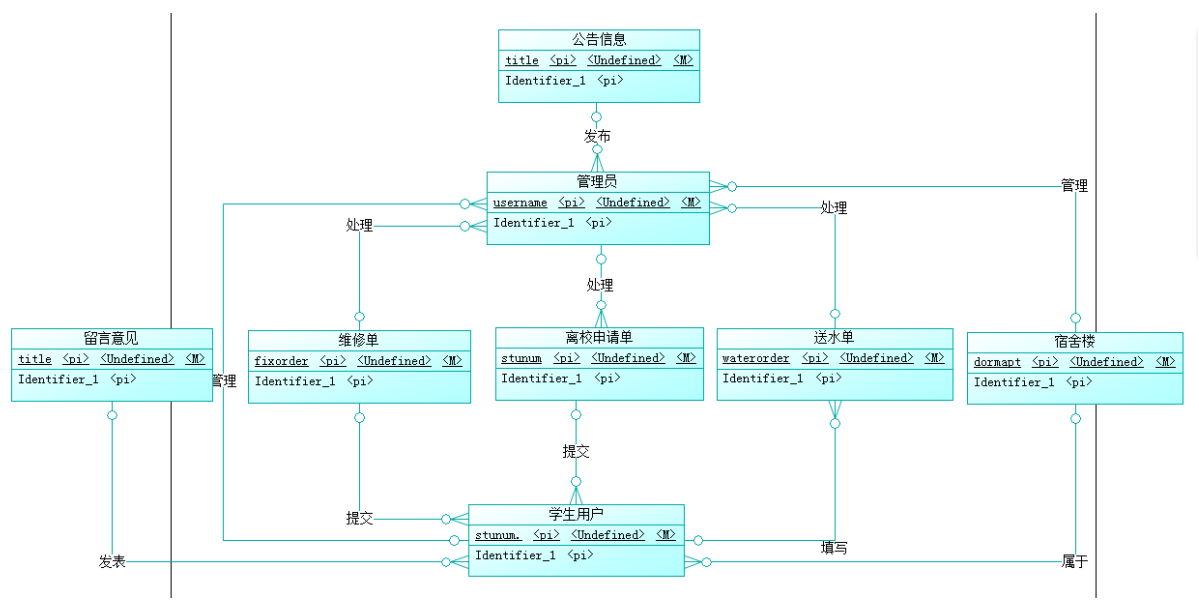 公告信息
title <pi> <Undefined> <M>
Identifier_1 <pi>
发布
管理员
username <pi> <Undefined> <M>
Identifier_1 <pi>
管理
处理
处理
处理
留言意见
title <pi> <Undefined> <M>
Identifier_1 <pi>
管理
维修单
fixorder <pi> <Undefined> <M>
Identifier_1 <pi>
离校申请单
stunum <pi> <Undefined> <M>
Identifier_1 <pi>
送水单
waterorder <pi> <Undefined> <M>
Identifier_1 <pi>
宿舍楼
dormapt <pi> <Undefined> <M>
Identifier_1 <pi>
提交
提交
学生用户
stunum. <pi> <Undefined> <M>
Identifier_1 <pi>
填写
发表
属于